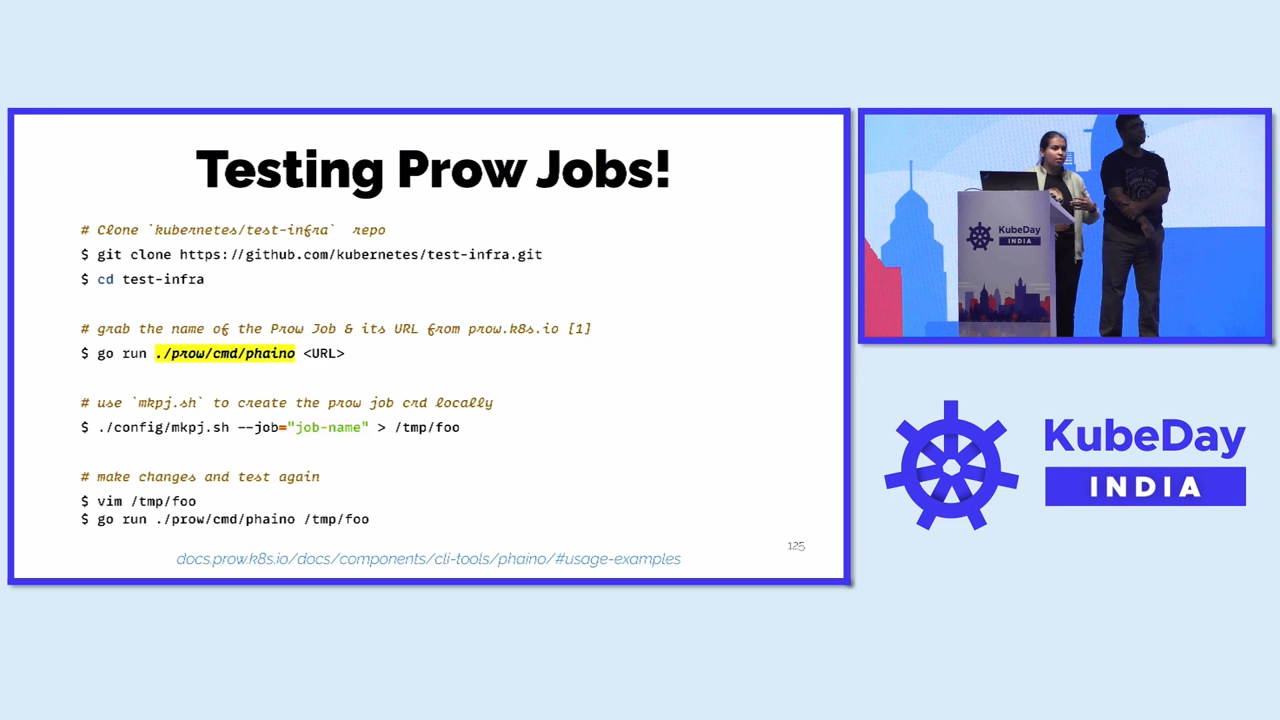 Testing Prow Jobs!
# Clone `kubernetes/test-infra` repo
$ git clone https://github.com/kubernetes/test-infra.git
$ cd test-infra
# grab the name of the Prow Job & its URL from prow.k8s.io [1]
$ go run ./prow/cmd/phaino <URL>
# use `mkpj.sh` to create the prow job crd locally
$ ./config/mkpj.sh --job="job-name" > /tmp/foo
# make changes and test again
$ vim /tmp/foo
$ go run ./prow/cmd/phaino /tmp/foo
125
docs.prow.k8s.io/docs/components/cli-tools/phaino/#usage-examples
KubeDay
INDIA
KubeDay
INDIA